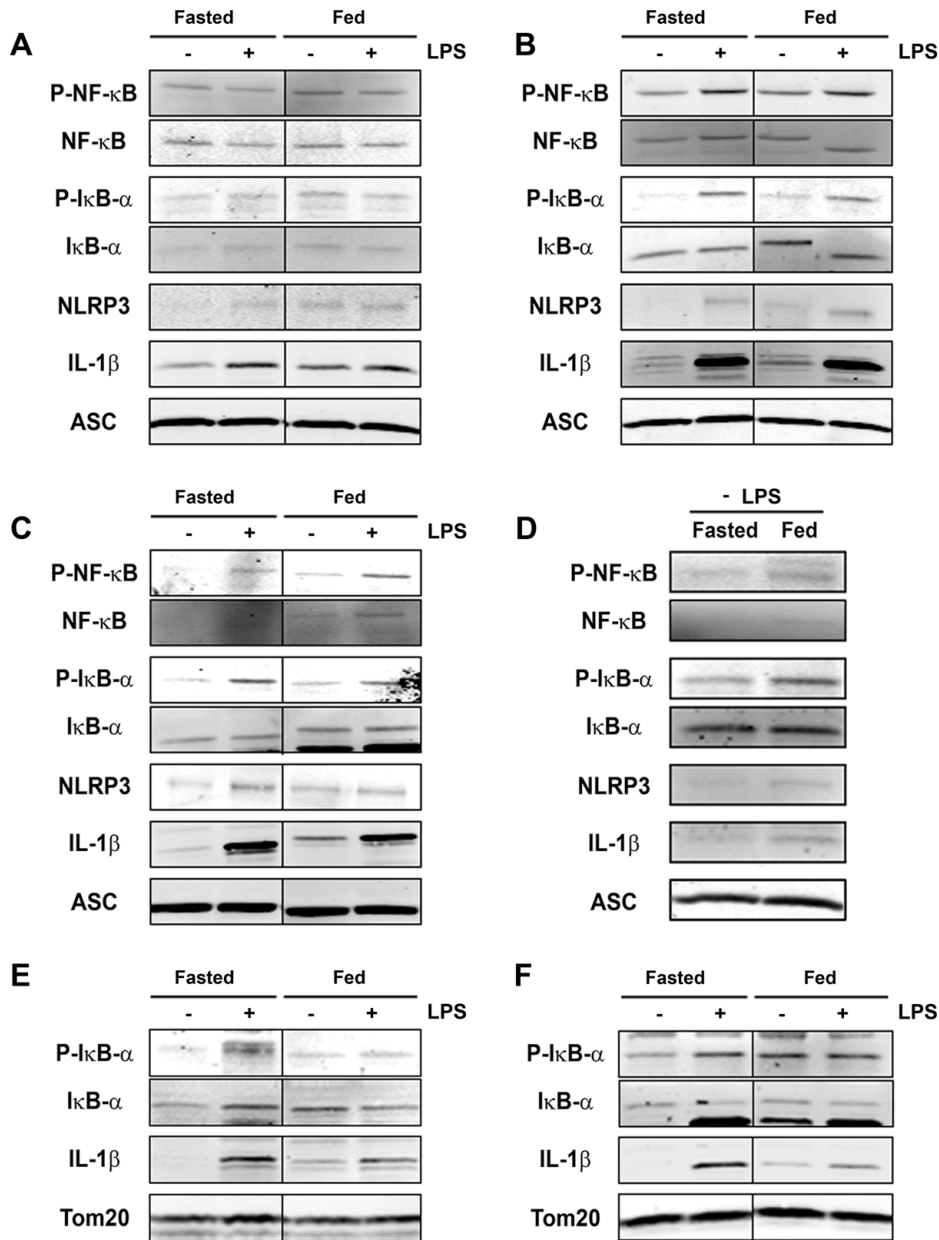 A
Fasted Fed
- + - + LPS
P-NF-κB
NF-κB
P-IκB-α
IκB-α
NLRP3
IL-1β
ASC
B
Fasted Fed
- + - + LPS
P-NF-κB
NF-κB
P-IκB-α
IκB-α
NLRP3
IL-1β
ASC
C
Fasted Fed
- + - + LPS
P-NF-κB
NF-κB
P-IκB-α
IκB-α
NLRP3
IL-1β
ASC
D
- LPS
Fasted Fed
P-NF-κB
NF-κB
P-IκB-α
IκB-α
NLRP3
IL-1β
ASC
E
Fasted Fed
- + - + LPS
P-IκB-α
IκB-α
IL-1β
Tom20
F
Fasted Fed
- + - + LPS
P-IκB-α
IκB-α
IL-1β
Tom20